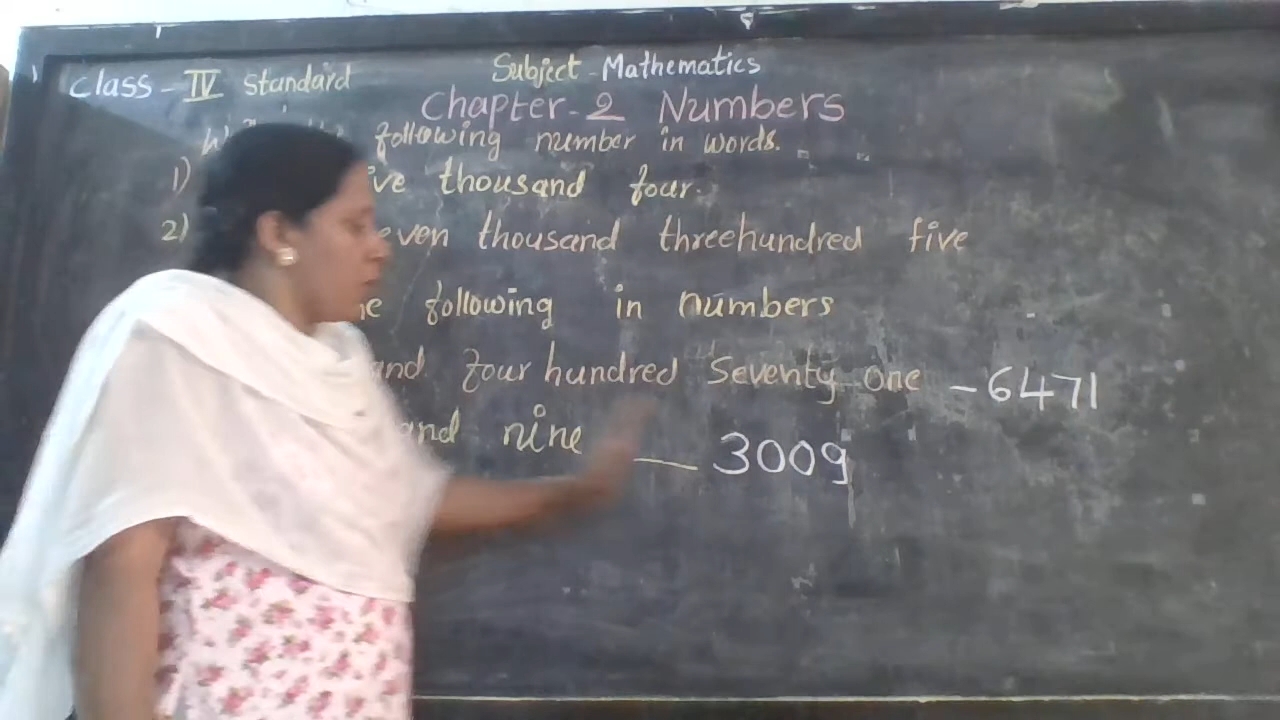 Class - IV Standard Subject - Mathematics
Chapter - 2 Numbers
following number in words.
1) ive thousand four.
2) even thousand threehundred five
following in numbers
and four hundred Seventy one - 6471
and nine — 3009